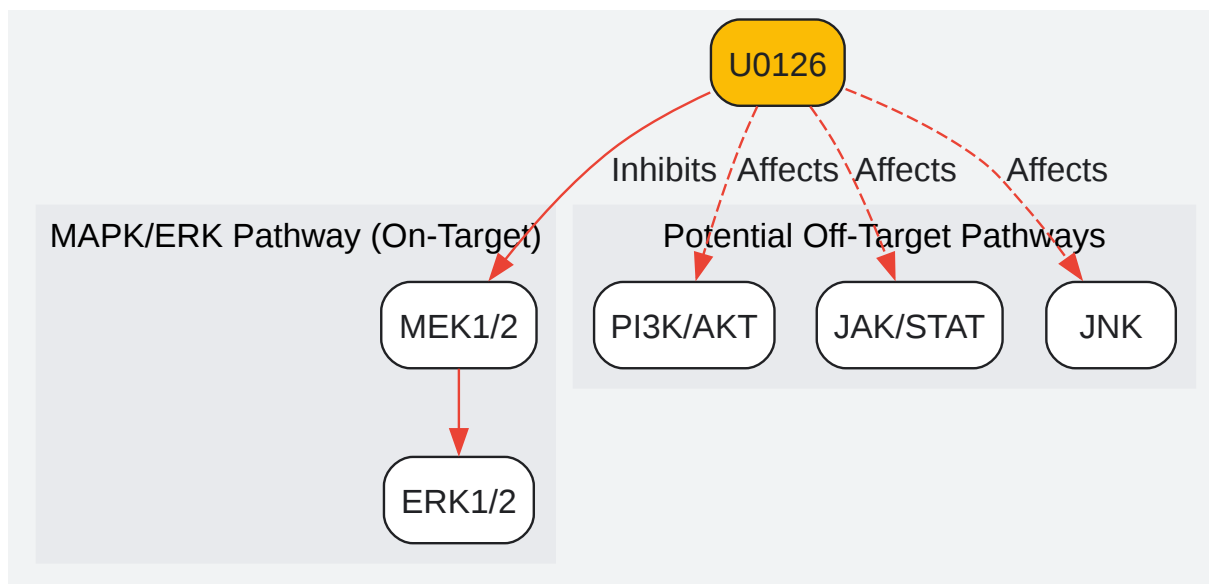 U0126
Inhibits Affects Affects Affects
MAPK/ERK Pathway (On-Target)
Potential Off-Target Pathways
MEK1/2
PI3K/AKT
JAK/STAT
JNK
ERK1/2